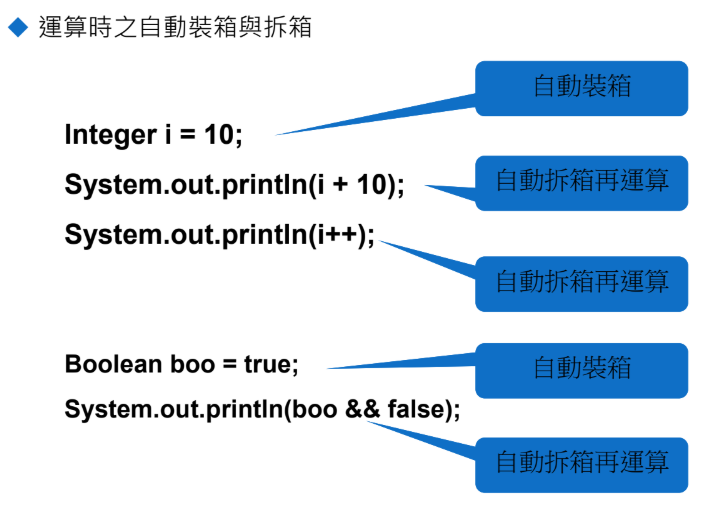 運算時之自動裝箱與拆箱
自動裝箱
Integer i = 10;
System.out.println(i + 10);
自動拆箱再運算
System.out.println(i++);
自動拆箱再運算
Boolean boo = true;
自動裝箱
System.out.println(boo && false);
自動拆箱再運算